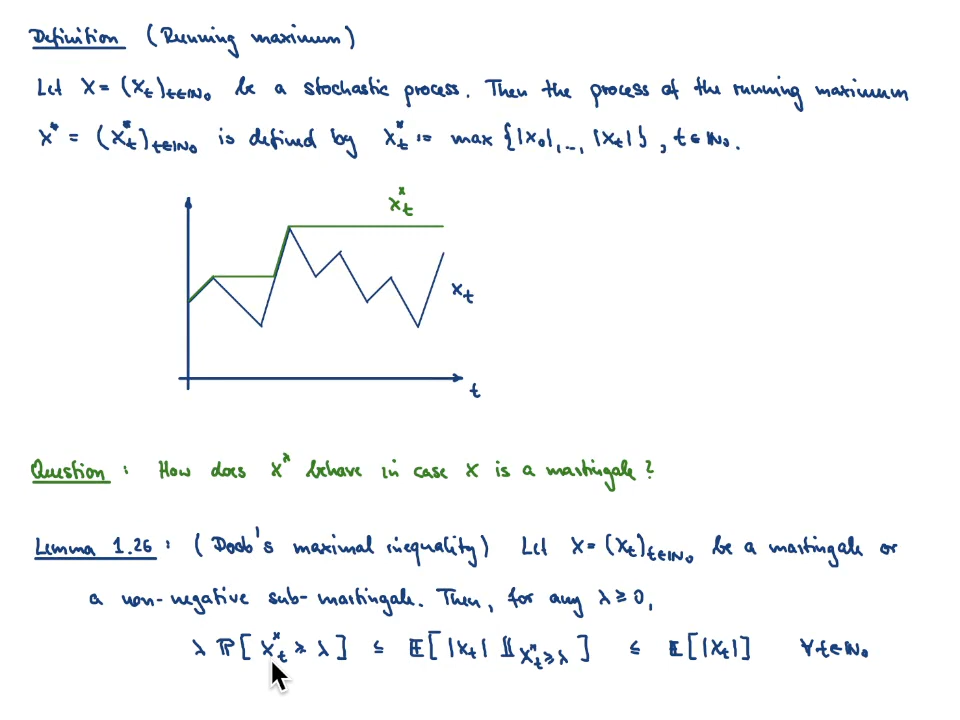 Definition (Running maximum)
Let X = (X_t)_{t∈ℕ₀} be a stochastic process. Then the process of the running maximum
X* = (X*_t)_{t∈ℕ₀} is defined by X*_t := max {|X₀|,..., |X_t|}, t ∈ ℕ₀.
X*_t
X_t
t
Question: How does X* behave in case X is a martingale?
Lemma 1.26: (Doob's maximal inequality) Let X = (X_t)_{t∈ℕ₀} be a martingale or
a non-negative sub-martingale. Then, for any λ ≥ 0,
λ ℙ[X*_t ≥ λ] ≤ 𝔼[|X_t| 𝟙_{X*_t ≥ λ}] ≤ 𝔼[|X_t|] ∀ t ∈ ℕ₀